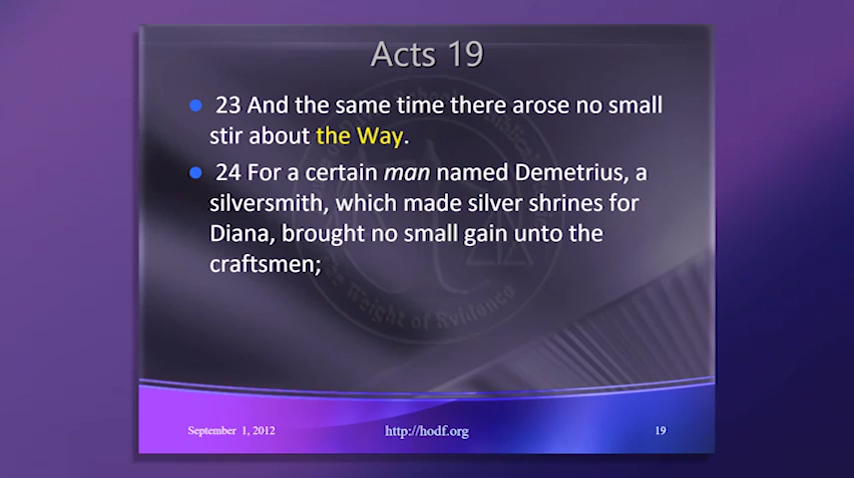 Acts 19
23 And the same time there arose no small
stir about the Way.
24 For a certain man named Demetrius, a
silversmith, which made silver shrines for
Diana, brought no small gain unto the
craftsmen;
The Weight of Evidence
September 1, 2012
http://hodf.org
19